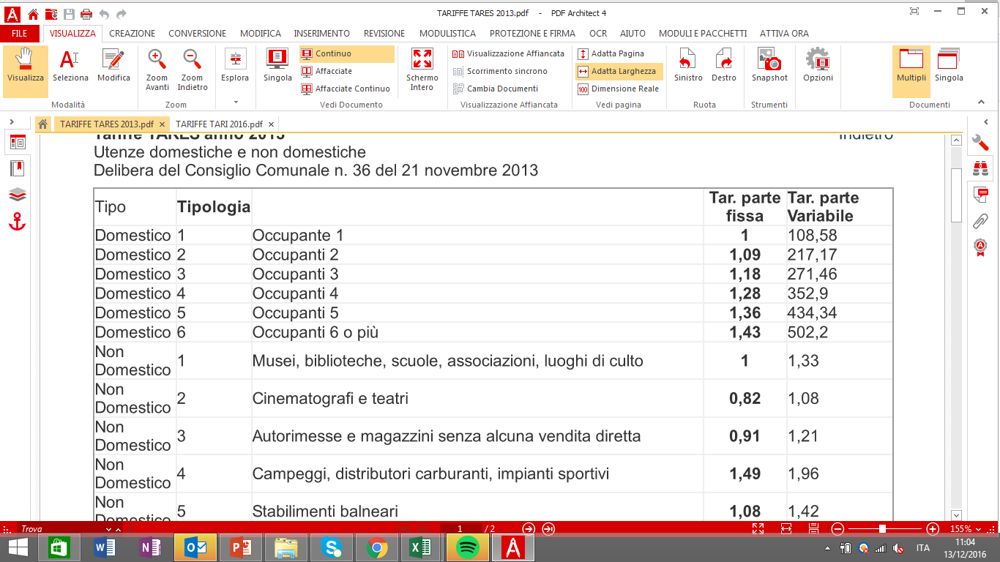 TARIFFE TARES 2013.pdf - PDF Architect 4
FILE VISUALIZZA CREAZIONE CONVERSIONE MODIFICA INSERIMENTO REVISIONE MODULISTICA PROTEZIONE E FIRMA OCR AIUTO MODULI E PACCHETTI ATTIVA ORA
Visualizza Seleziona Modifica
Modalità
Zoom Avanti Zoom Indietro
Zoom
Esplora
Singola
Continuo
Affacciate
Affacciate Continuo
Schermo Intero
Vedi Documento
Visualizzazione Affiancata
Scorrimento sincrono
Cambia Documenti
Visualizzazione Affiancata
Adatta Pagina
Adatta Larghezza
100 Dimensione Reale
Vedi pagina
Sinistro Destro
Ruota
Snapshot
Strumenti
Opzioni
Multipli Singola
Documenti
TARIFFE TARES 2013.pdf × TARIFFE TARI 2016.pdf ×
Tariffe TARES anno 2013 Indietro
Utenze domestiche e non domestiche
Delibera del Consiglio Comunale n. 36 del 21 novembre 2013
Tipo Tipologia Tar. parte fissa Tar. parte Variabile
Domestico 1 Occupante 1 1 108,58
Domestico 2 Occupanti 2 1,09 217,17
Domestico 3 Occupanti 3 1,18 271,46
Domestico 4 Occupanti 4 1,28 352,9
Domestico 5 Occupanti 5 1,36 434,34
Domestico 6 Occupanti 6 o più 1,43 502,2
Non Domestico 1 Musei, biblioteche, scuole, associazioni, luoghi di culto 1 1,33
Non Domestico 2 Cinematografi e teatri 0,82 1,08
Non Domestico 3 Autorimesse e magazzini senza alcuna vendita diretta 0,91 1,21
Non Domestico 4 Campeggi, distributori carburanti, impianti sportivi 1,49 1,96
Non Domestico 5 Stabilimenti balneari 1,08 1,42
Trova 1 / 2 155%
ITA 11:04
13/12/2016